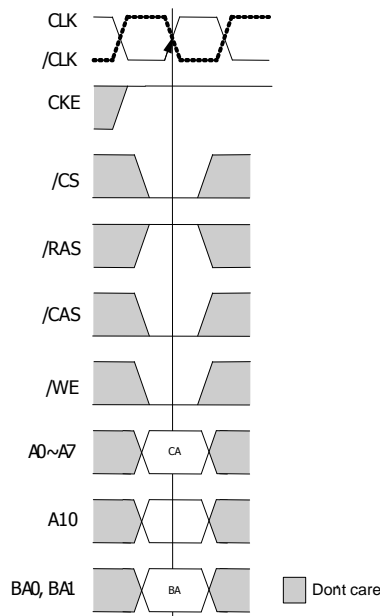 CLK
/CLK
CKE
/CS
/RAS
/CAS
/WE
A0~A7
CA
A10
BA0, BA1
BA
Dont care